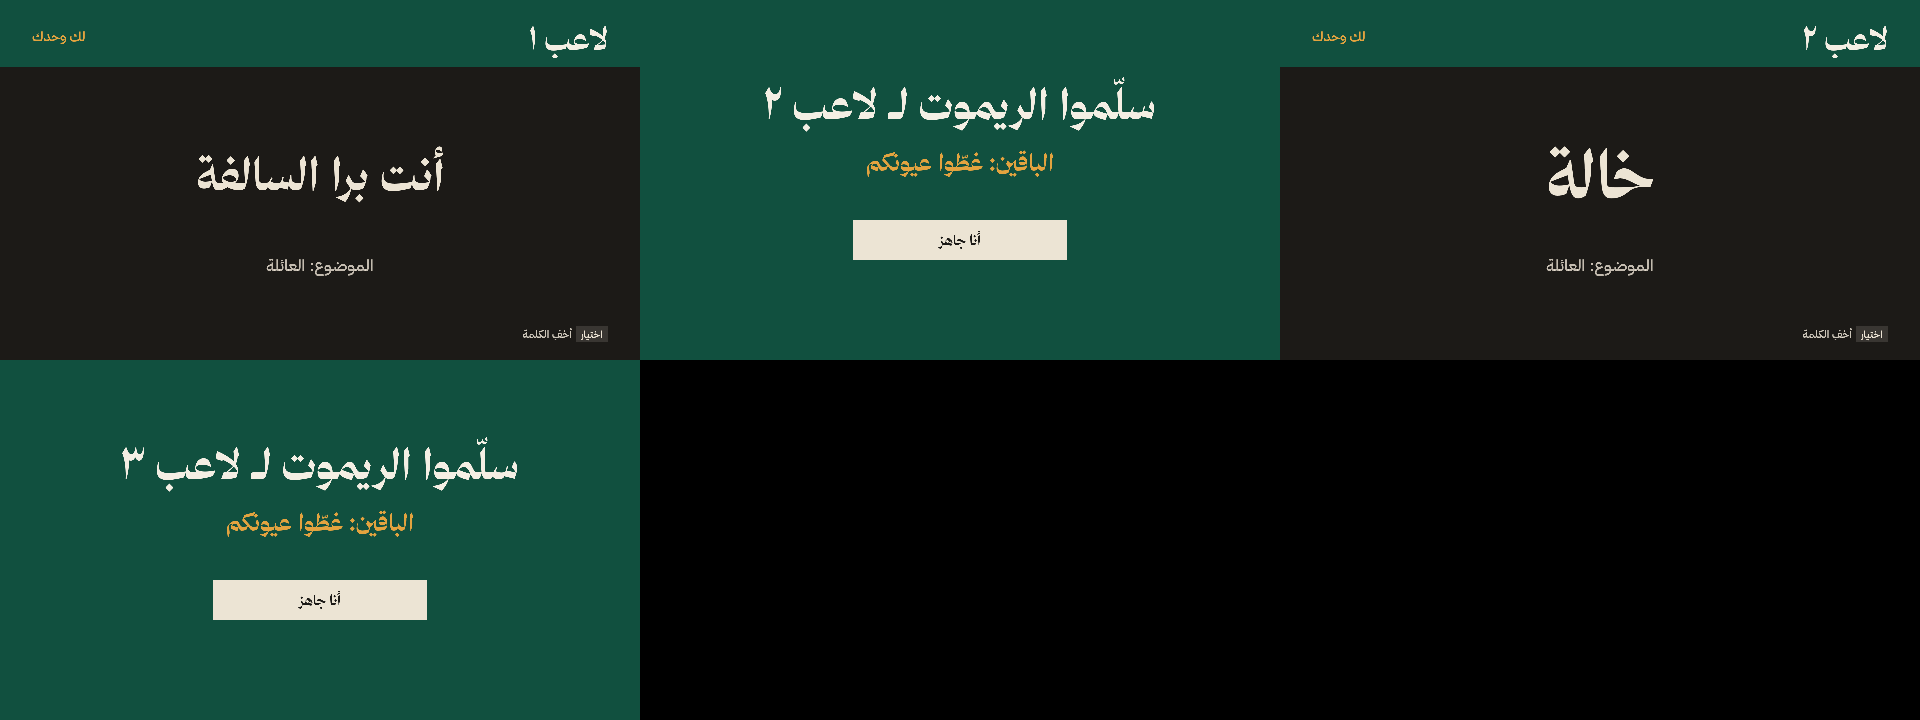 لاعب ١
لك وحدك
أنت برا السالفة
الموضوع: العائلة
اختيار أخف الكلمة
سلّموا الريموت لـ لاعب ٢
الباقين: غطّوا عيونكم
أنا جاهز
لاعب ٢
لك وحدك
خالة
الموضوع: العائلة
اختيار أخف الكلمة
سلّموا الريموت لـ لاعب ٣
الباقين: غطّوا عيونكم
أنا جاهز